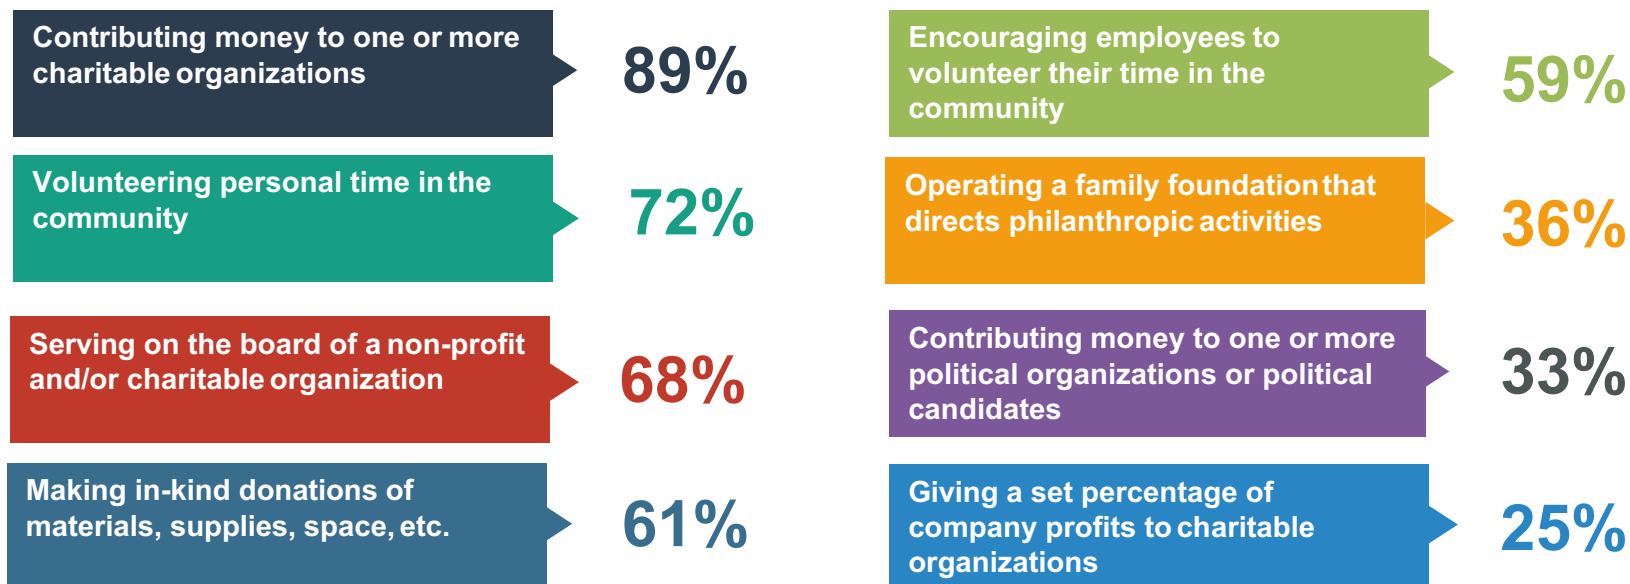 Contributing money to one or more
charitable organizations
89%
Volunteering personal time in the
community
72%
Serving on the board of a non-profit
and/or charitable organization
68%
Making in-kind donations of
materials, supplies, space, etc.
61%
Encouraging employees to
volunteer their time in the
community
59%
Operating a family foundation that
directs philanthropic activities
36%
Contributing money to one or more
political organizations or political
candidates
33%
Giving a set percentage of
company profits to charitable
organizations
25%